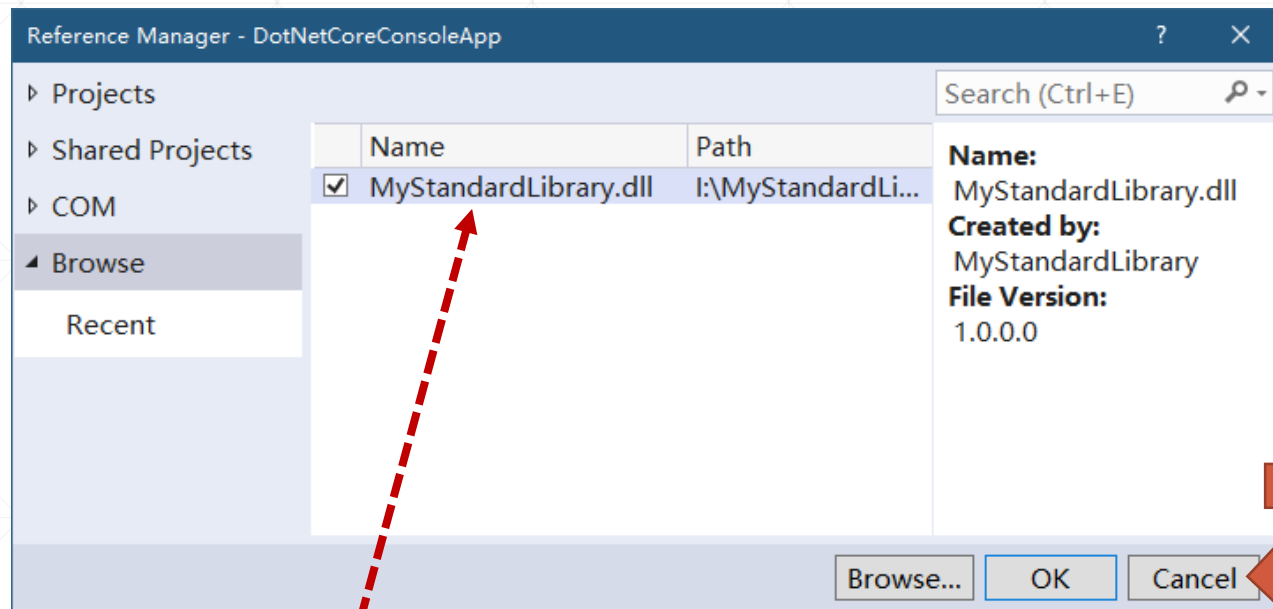 Reference Manager - DotNetCoreConsoleApp ? ×
Projects
Shared Projects
COM
Browse
Recent
Name Path
MyStandardLibrary.dll I:\MyStandardLi...
Search (Ctrl+E)
Name:
MyStandardLibrary.dll
Created by:
MyStandardLibrary
File Version:
1.0.0.0
Browse... OK Cancel